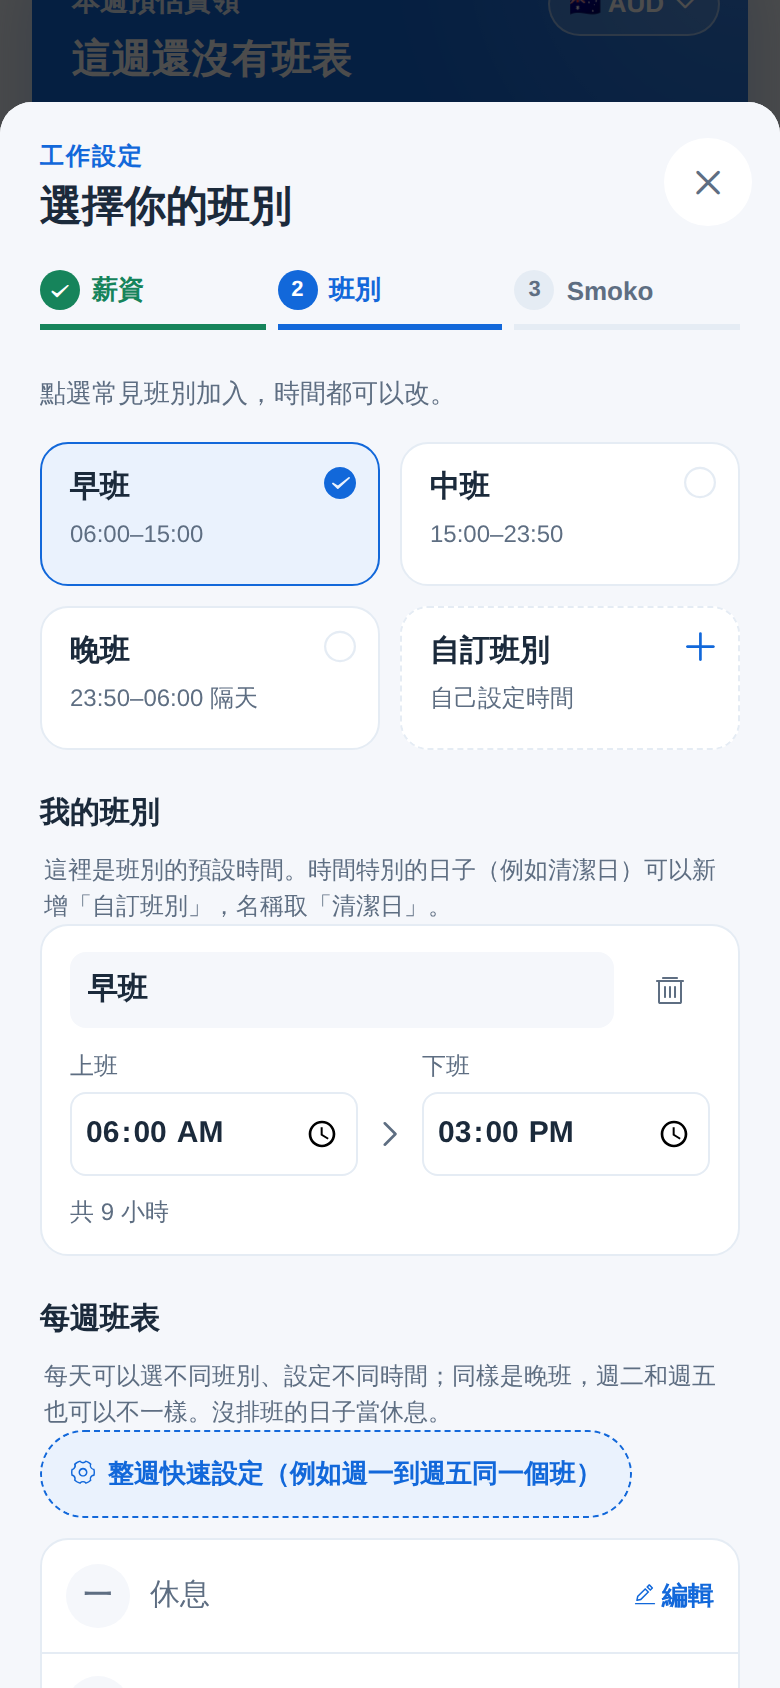 本週預估實領
AUD
這週還沒有班表
工作設定
選擇你的班別
薪資
2 班別
3 Smoko
點選常見班別加入，時間都可以改。
早班
06:00–15:00
中班
15:00–23:50
晚班
23:50–06:00 隔天
自訂班別
自己設定時間
我的班別
這裡是班別的預設時間。時間特別的日子（例如清潔日）可以新
增「自訂班別」，名稱取「清潔日」。
早班
上班
下班
06:00 AM
03:00 PM
共 9 小時
每週班表
每天可以選不同班別、設定不同時間；同樣是晚班，週二和週五
也可以不一樣。沒排班的日子當休息。
整週快速設定（例如週一到週五同一個班）
一 休息
編輯